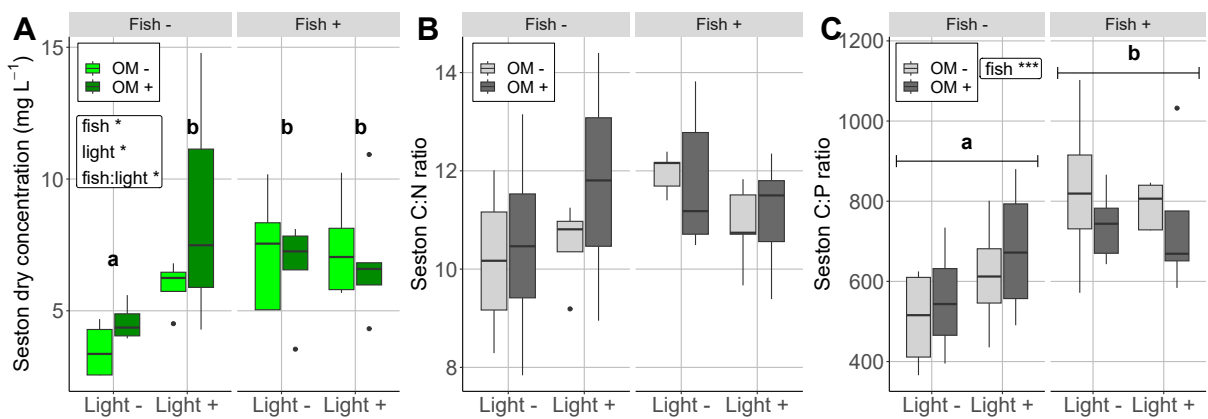 A
Fish -
Fish +
Seston dry concentration (mg L⁻¹)
15
10
5
OM -
OM +
fish *
light *
fish:light *
a
b
b
b
Light -
Light +
Light -
Light +
B
Fish -
Fish +
Seston C:N ratio
14
12
10
8
OM -
OM +
Light -
Light +
Light -
Light +
C
Fish -
Fish +
Seston C:P ratio
1200
1000
800
600
400
OM -
OM +
fish ***
a
b
Light -
Light +
Light -
Light +